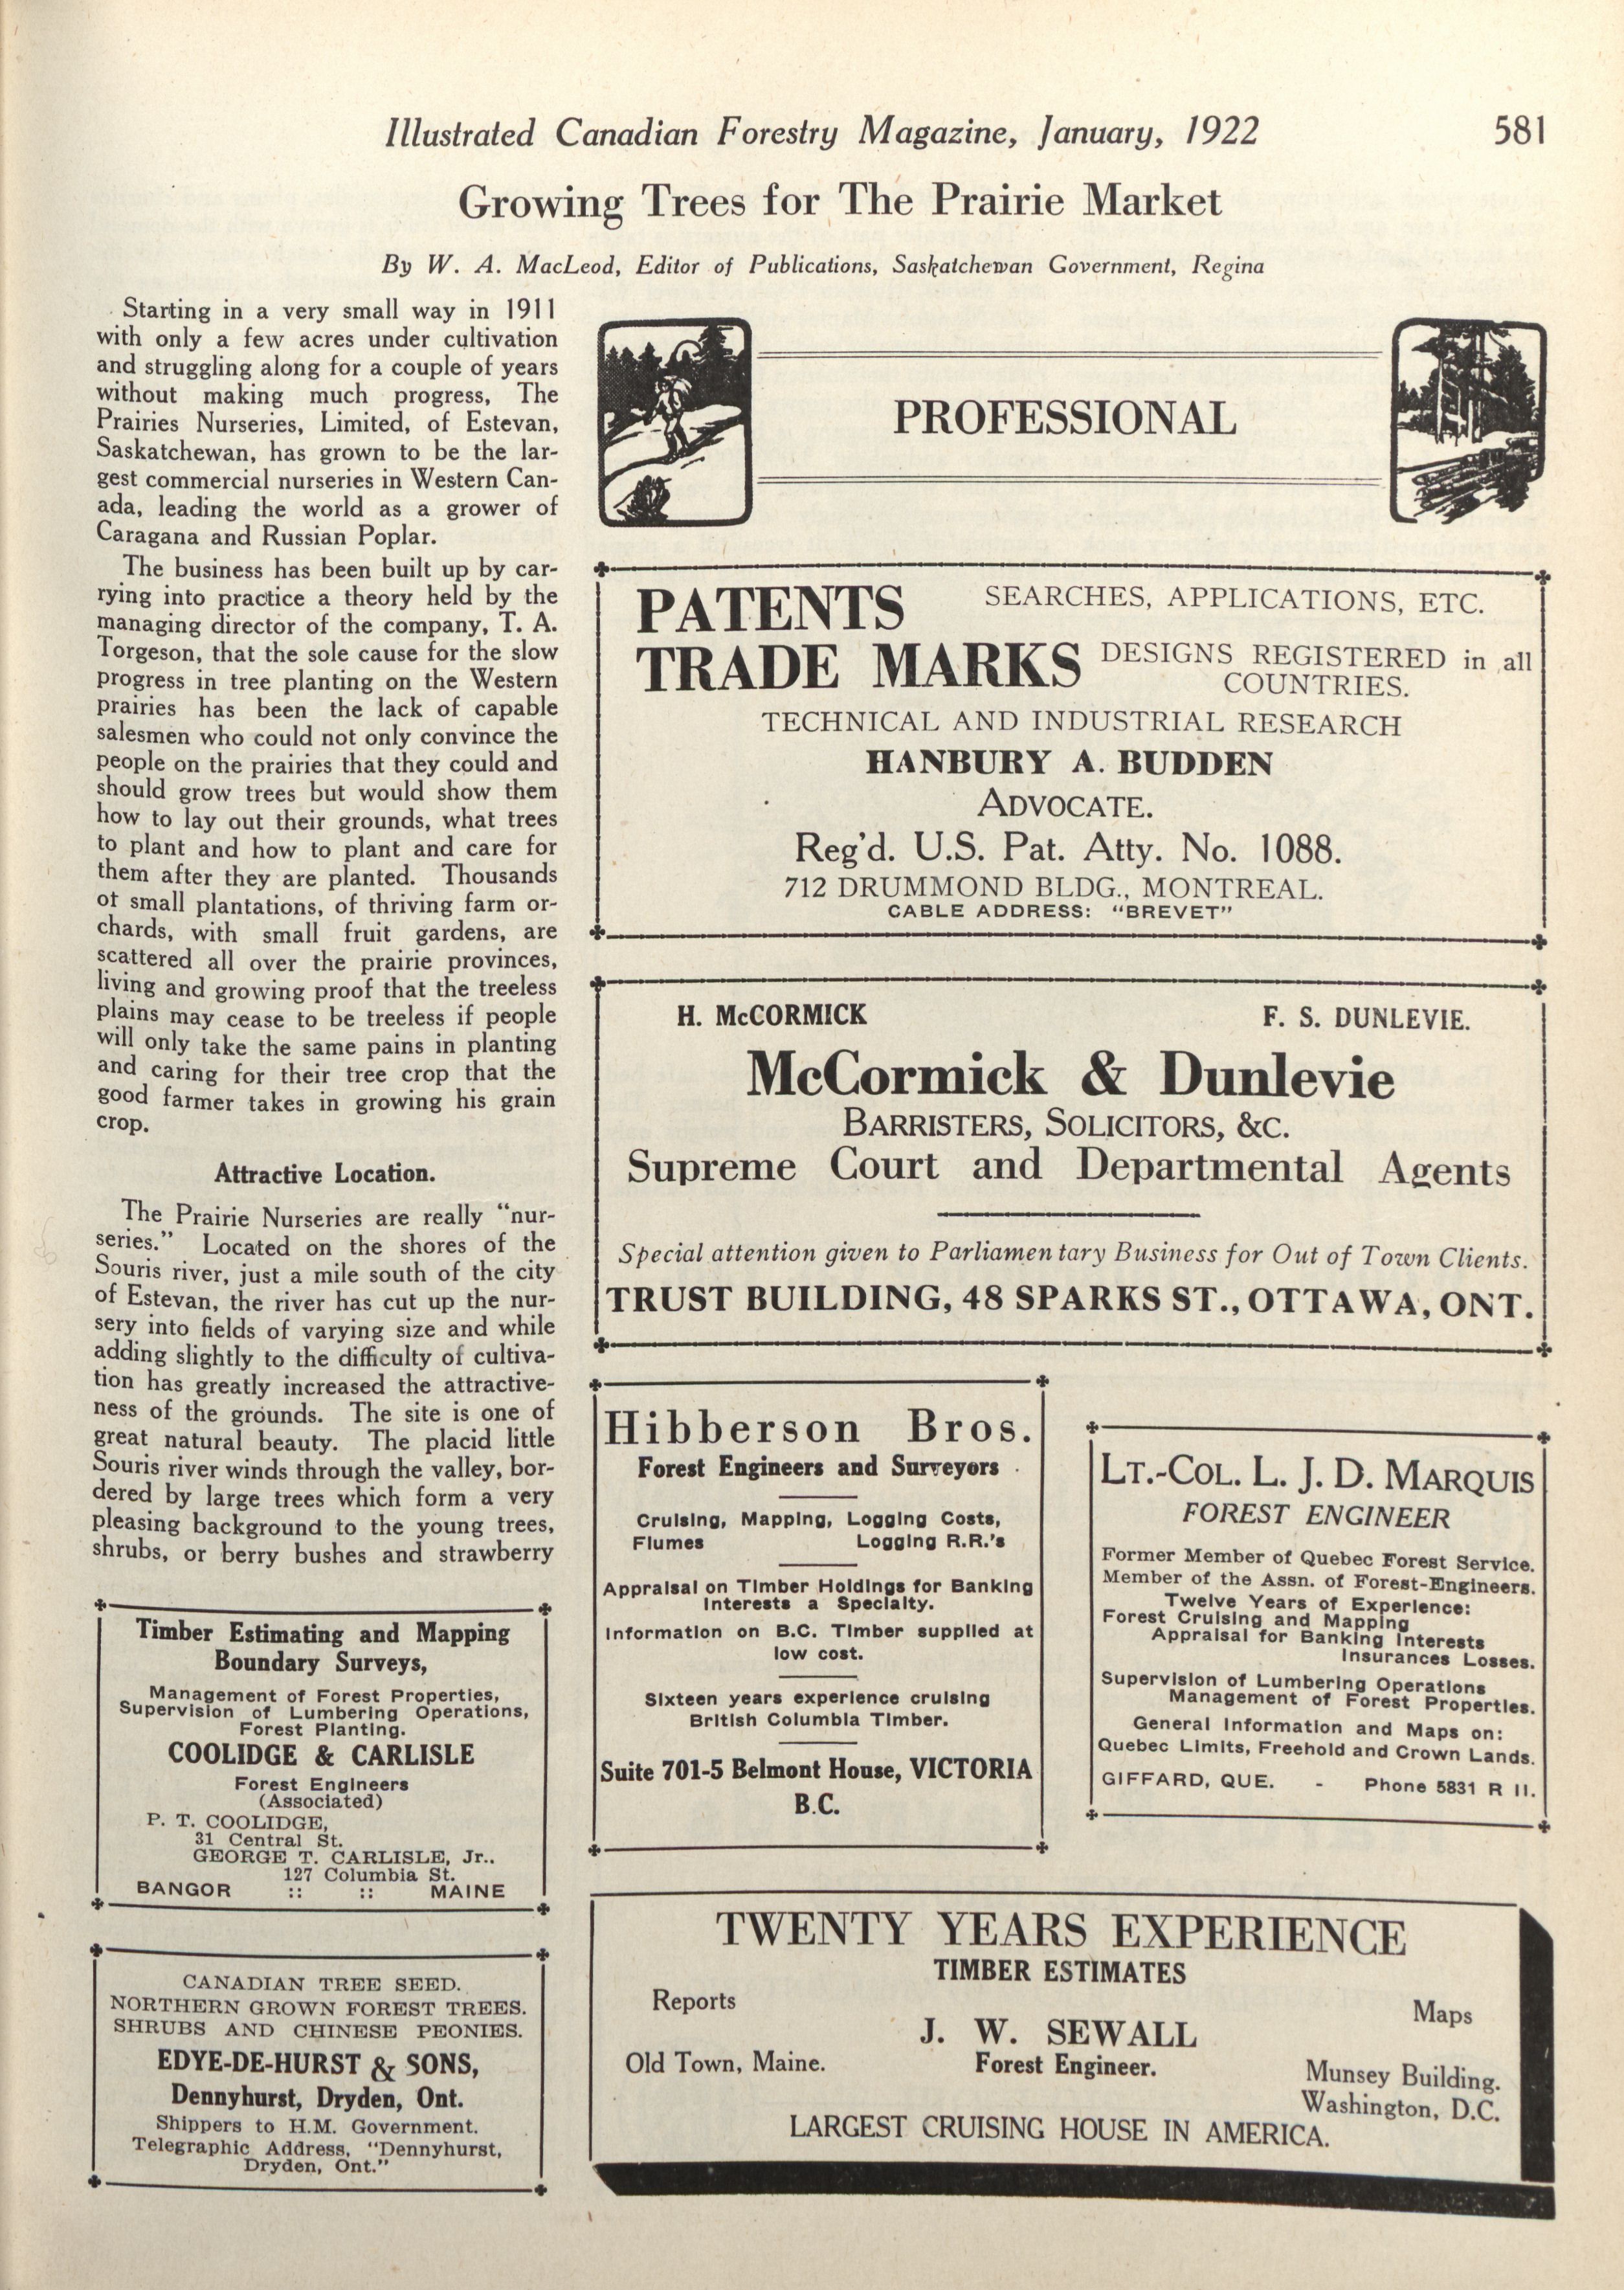 Illustrated Canadian Forestry Magazine, January, 1922 581
Growing Trees for The Prairie Market
By W. A. MacLeod, Editor of Publications, Saskatchewan Government, Regina
Starting in a very small way in 1911
with only a few acres under cultivation
and struggling along for a couple of years
without making much progress, The
Prairies Nurseries, Limited, of Estevan,
Saskatchewan, has grown to be the lar-
gest commercial nurseries in Western Can-
ada, leading the world as a grower of
Caragana and Russian Poplar.
The business has been built up by car-
rying into practice a theory held by the
managing director of the company, T. A.
Torgeson, that the sole cause for the slow
progress in tree planting on the Western
prairies has been the lack of capable
salesmen who could not only convince the
people on the prairies that they could and
should grow trees but would show them
how to lay out their grounds, what trees
to plant and how to plant and care for
them after they are planted. Thousands
of small plantations, of thriving farm or-
chards, with small fruit gardens, are
scattered all over the prairie provinces,
living and growing proof that the treeless
plains may cease to be treeless if people
will only take the same pains in planting
and caring for their tree crop that the
good farmer takes in growing his grain
crop.
Attractive Location.
The Prairie Nurseries are really "nur-
series." Located on the shores of the
Souris river, just a mile south of the city
of Estevan, the river has cut up the nur-
sery into fields of varying size and while
adding slightly to the difficulty of cultiva-
tion has greatly increased the attractive-
ness of the grounds. The site is one of
great natural beauty. The placid little
Souris river winds through the valley, bor-
dered by large trees which form a very
pleasing background to the young trees,
shrubs, or berry bushes and strawberry
Timber Estimating and Mapping
Boundary Surveys,
Management of Forest Properties,
Supervision of Lumbering Operations,
Forest Planting.
COOLIDGE & CARLISLE
Forest Engineers
(Associated)
P. T. COOLIDGE,
31 Central St.
GEORGE T. CARLISLE, Jr..
127 Columbia St.
BANGOR :: :: MAINE
CANADIAN TREE SEED.
NORTHERN GROWN FOREST TREES.
SHRUBS AND CHINESE PEONIES.
EDYE-DE-HURST & SONS,
Dennyhurst, Dryden, Ont.
Shippers to H.M. Government.
Telegraphic Address, "Dennyhurst,
Dryden, Ont."
PROFESSIONAL
PATENTS SEARCHES, APPLICATIONS, ETC.
TRADE MARKS DESIGNS REGISTERED in all
COUNTRIES.
TECHNICAL AND INDUSTRIAL RESEARCH
HANBURY A. BUDDEN
ADVOCATE.
Reg'd. U.S. Pat. Atty. No. 1088.
712 DRUMMOND BLDG., MONTREAL.
CABLE ADDRESS: "BREVET"
H. McCORMICK F. S. DUNLEVIE.
McCormick & Dunlevie
BARRISTERS, SOLICITORS, &C.
Supreme Court and Departmental Agents
Special attention given to Parliamentary Business for Out of Town Clients.
TRUST BUILDING, 48 SPARKS ST., OTTAWA, ONT.
Hibberson Bros.
Forest Engineers and Surveyors
Cruising, Mapping, Logging Costs,
Flumes Logging R.R.'s
Appraisal on Timber Holdings for Banking
Interests a Specialty.
Information on B.C. Timber supplied at
low cost.
Sixteen years experience cruising
British Columbia Timber.
Suite 701-5 Belmont House, VICTORIA
B.C.
LT.-COL. L. J. D. MARQUIS
FOREST ENGINEER
Former Member of Quebec Forest Service.
Member of the Assn. of Forest-Engineers.
Twelve Years of Experience:
Forest Cruising and Mapping
Appraisal for Banking Interests
Insurances Losses.
Supervision of Lumbering Operations
Management of Forest Properties.
General Information and Maps on:
Quebec Limits, Freehold and Crown Lands.
GIFFARD, QUE. - Phone 5831 R 11.
TWENTY YEARS EXPERIENCE
TIMBER ESTIMATES
Reports Maps
J. W. SEWALL
Old Town, Maine. Forest Engineer. Munsey Building.
Washington, D.C.
LARGEST CRUISING HOUSE IN AMERICA.